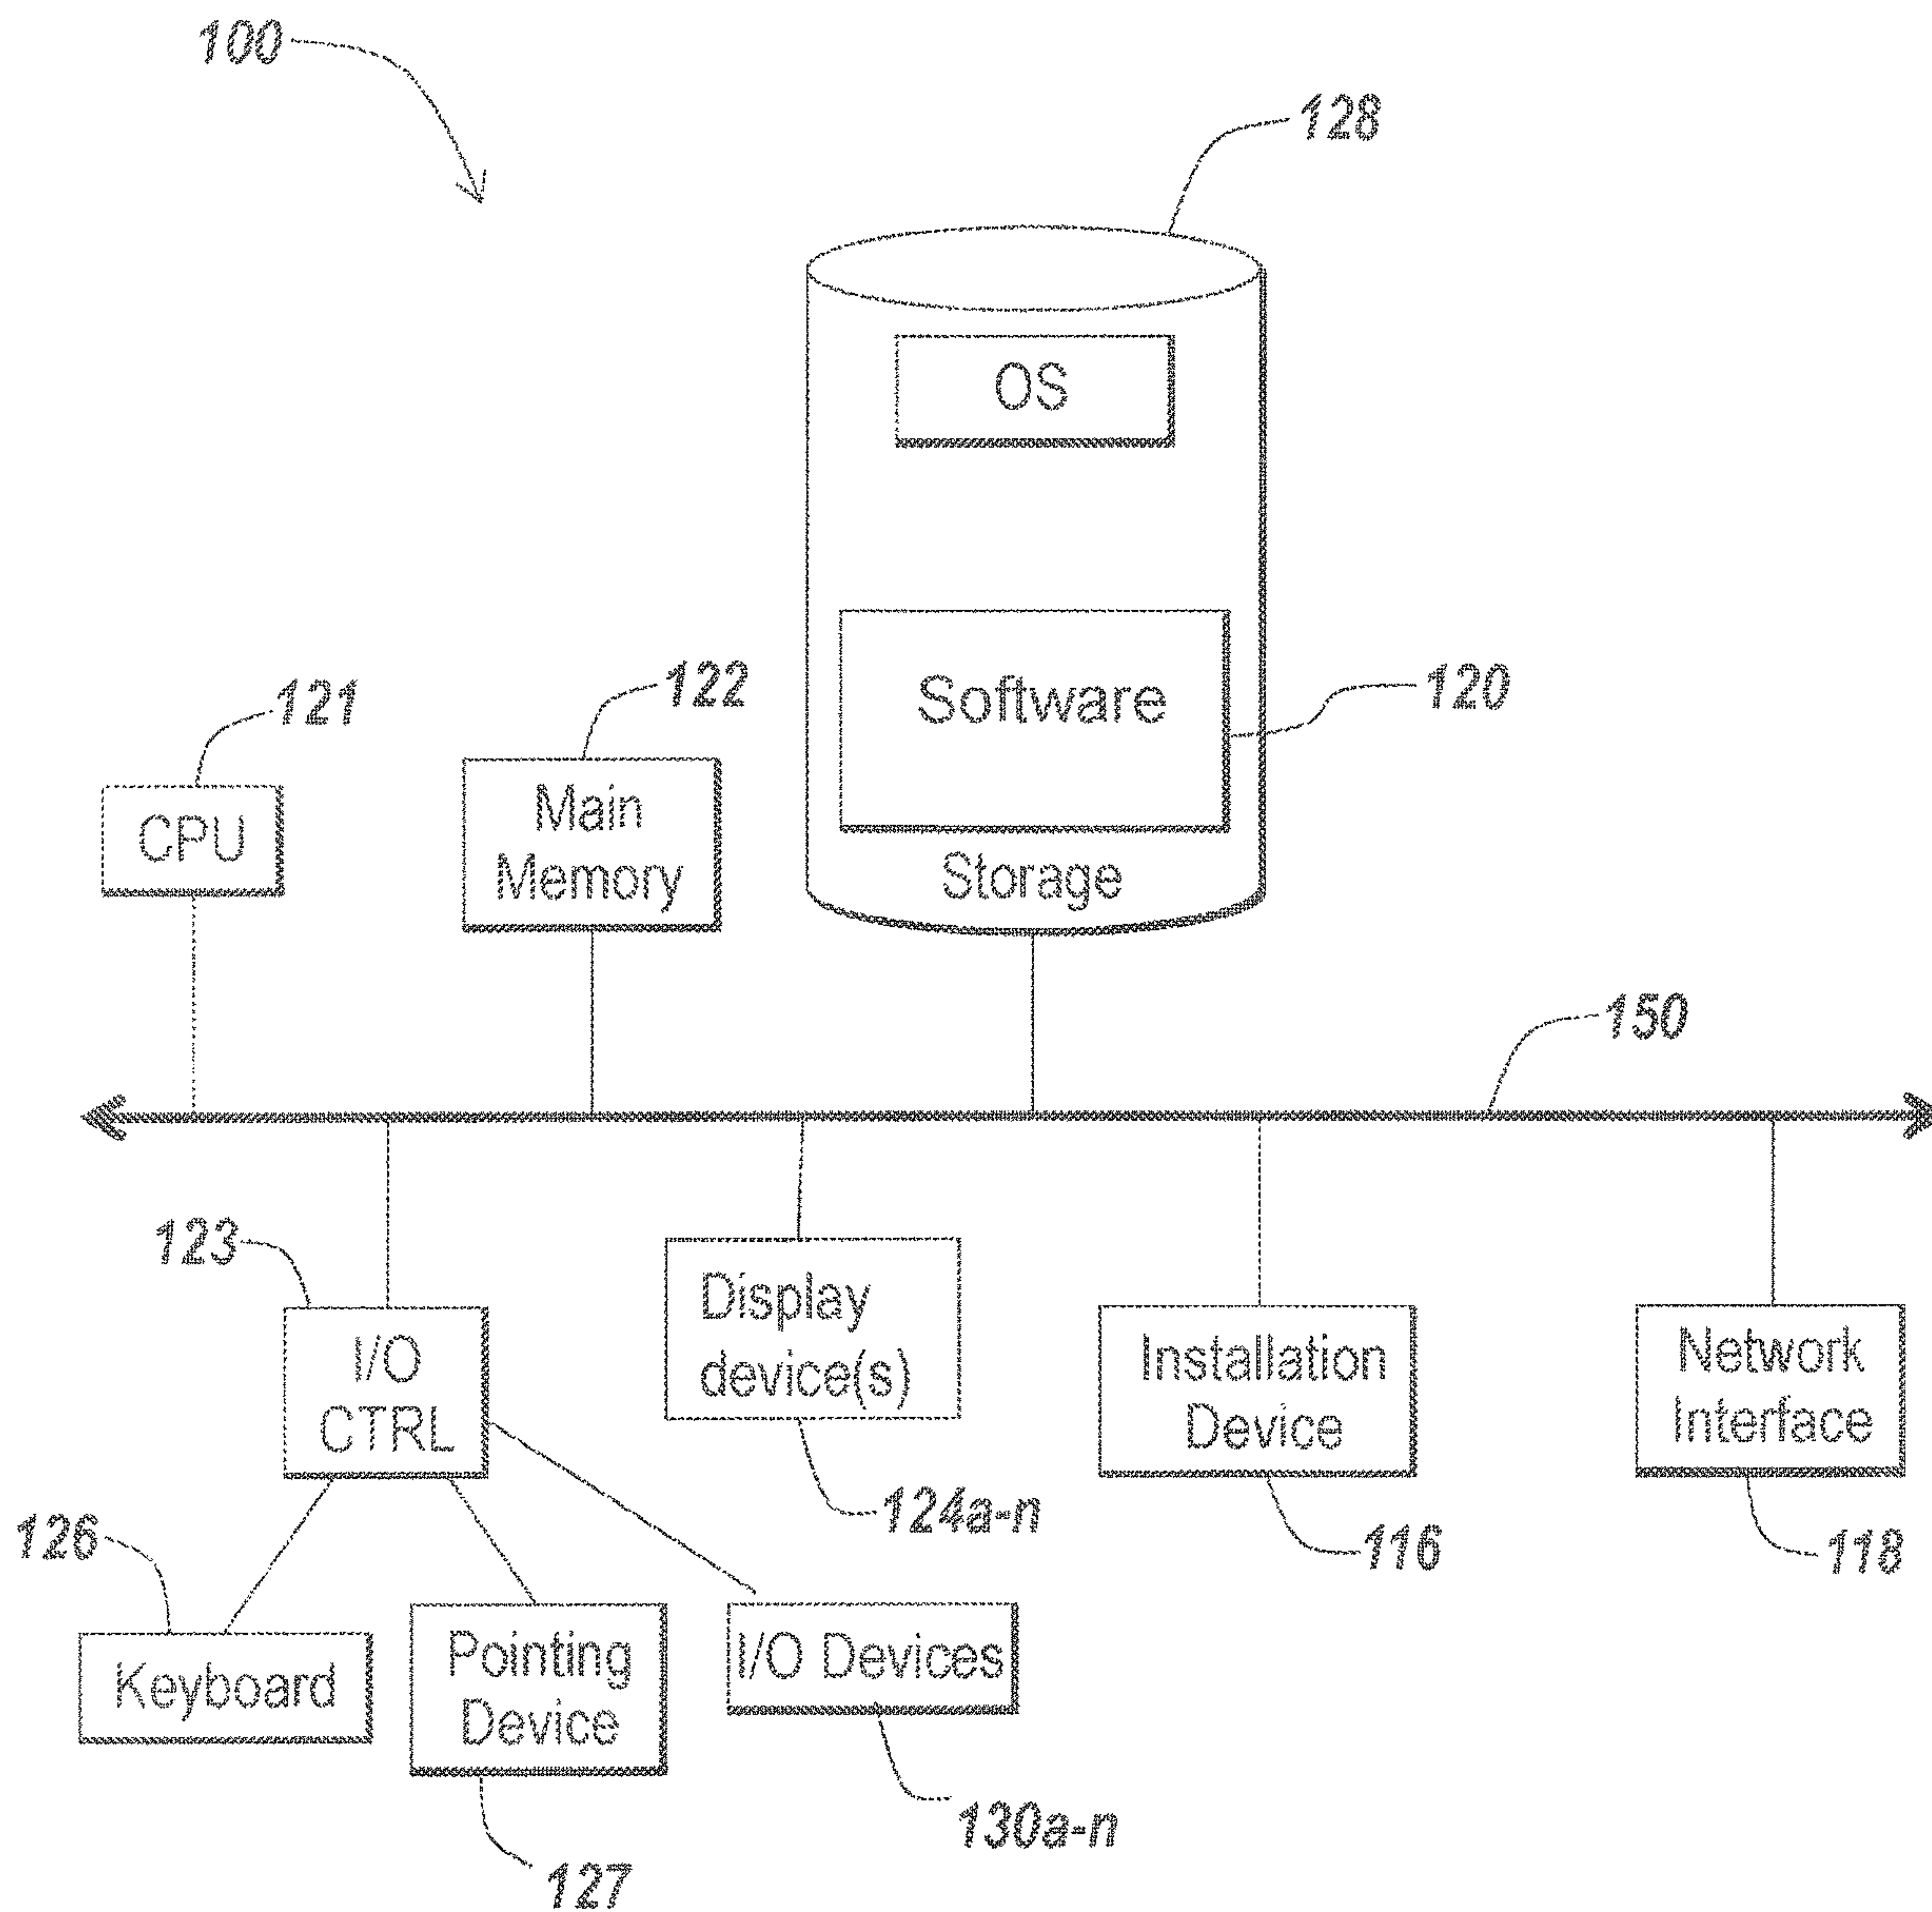 100
128
OS
121
122
Software
120
CPU
Main
Memory
Storage
150
123
I/O
CTRL
Display
device(s)
Installation
Device
Network
Interface
124a-n
116
118
126
Keyboard
Pointing
Device
I/O Devices
130a-n
127